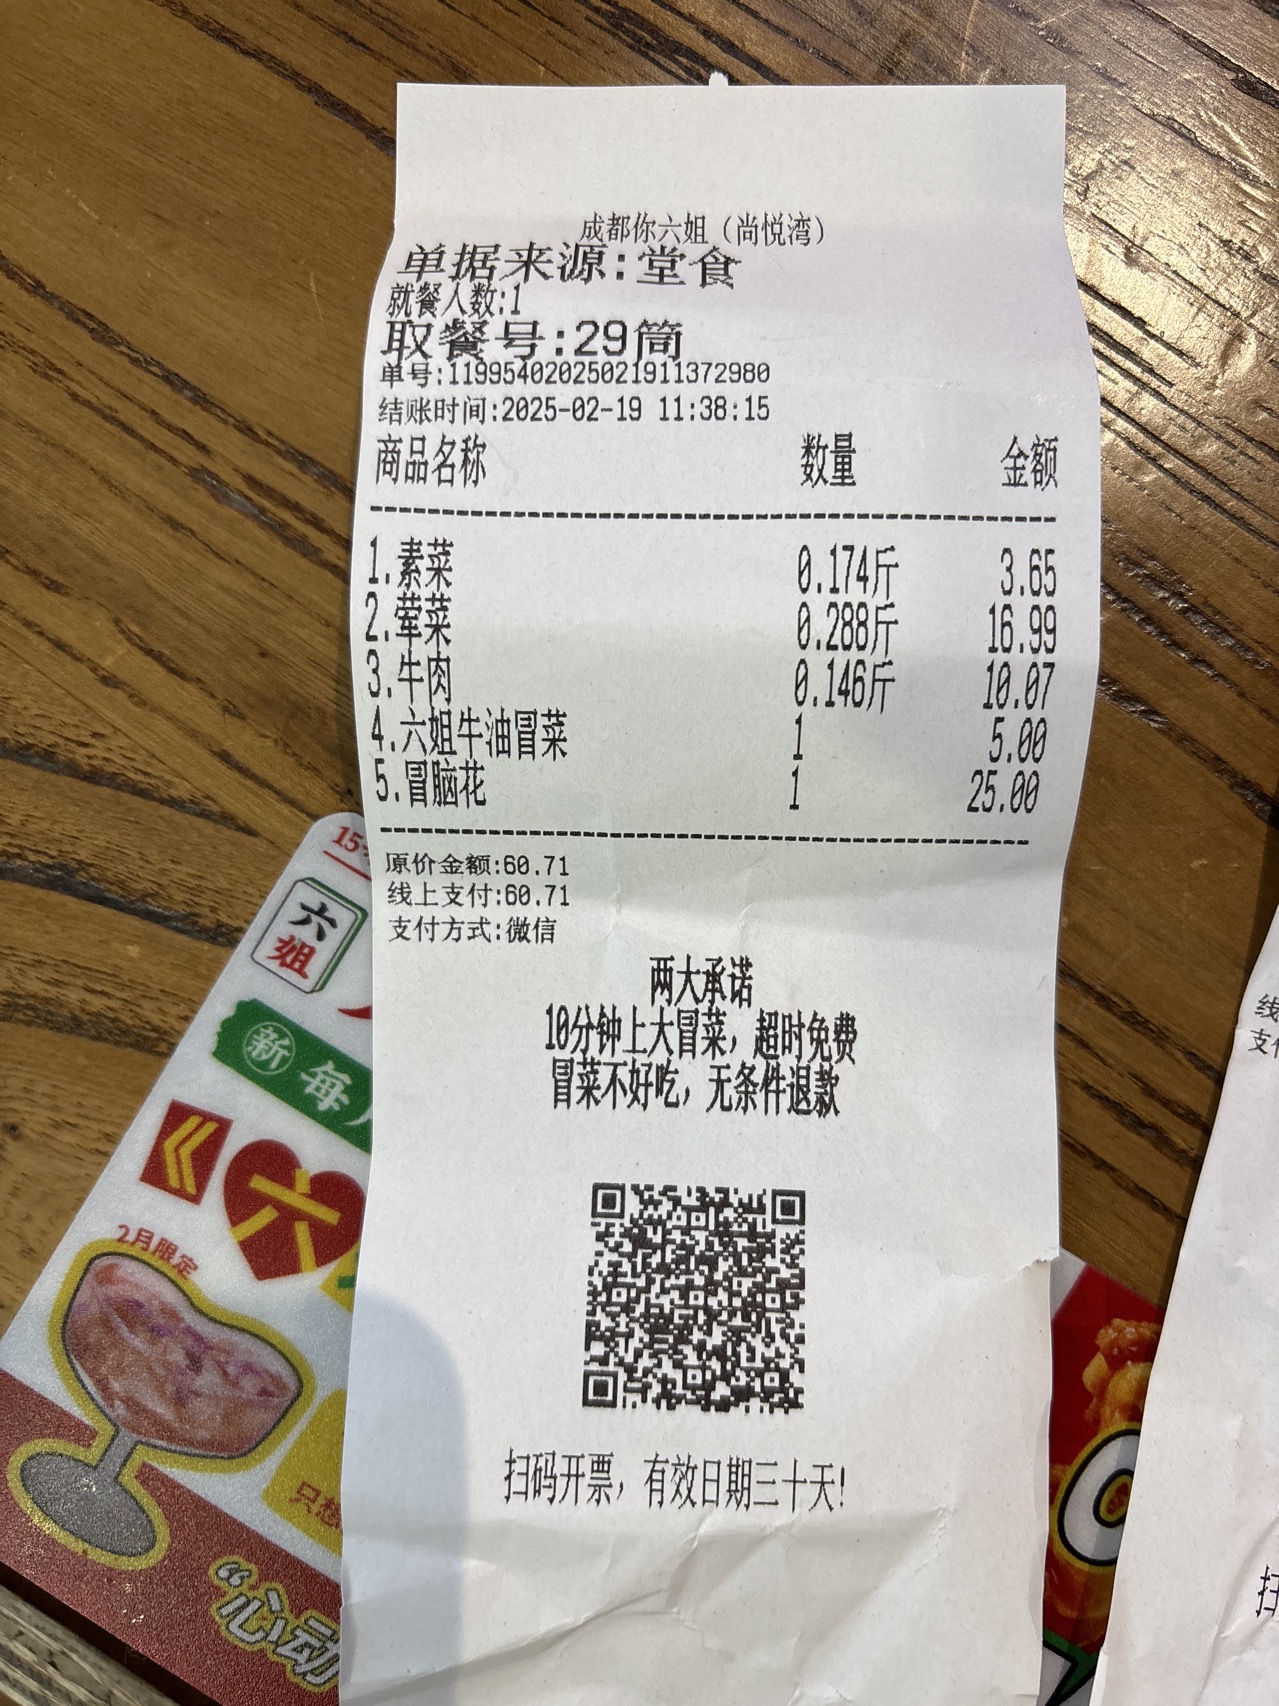 成都你六姐（尚悦湾）
单据来源:堂食
就餐人数:1
取餐号:29筒
单号:11995402025021911372980
结账时间:2025-02-19 11:38:15
商品名称 数量 金额
1.素菜 0.174斤 3.65
2.荤菜 0.288斤 16.99
3.牛肉 0.146斤 10.07
4.六姐牛油冒菜 1 5.00
5.冒脑花 1 25.00
原价金额:60.71
线上支付:60.71
支付方式:微信
两大承诺
10分钟上大冒菜，超时免费
冒菜不好吃，无条件退款
扫码开票，有效日期三十天!
六姐
新 每
六
2月限定
只想
“心动
线
支
扫